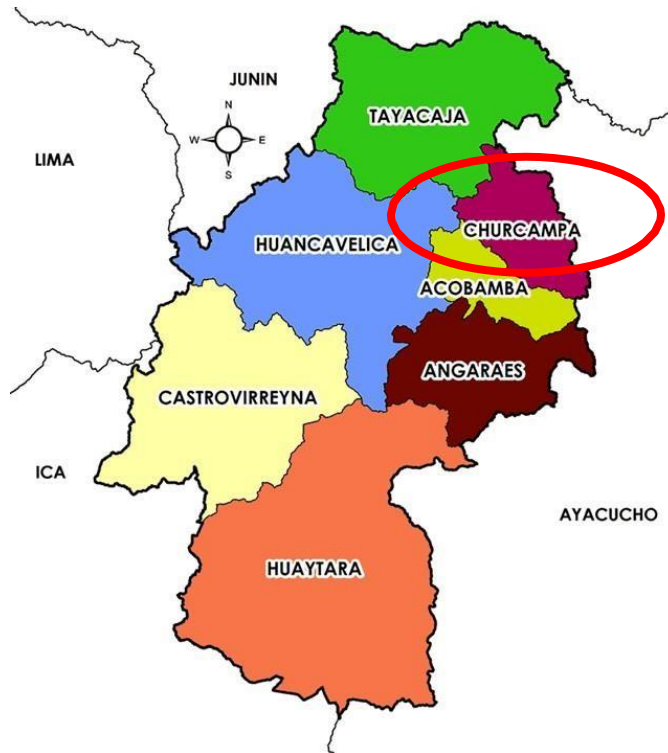 JUNIN
N
W E
S
TAYACAJA
LIMA
HUANCAVELICA
CHURCAMPA
ACOBAMBA
ANGARAES
CASTROVIRREYNA
ICA
AYACUCHO
HUAYTARA